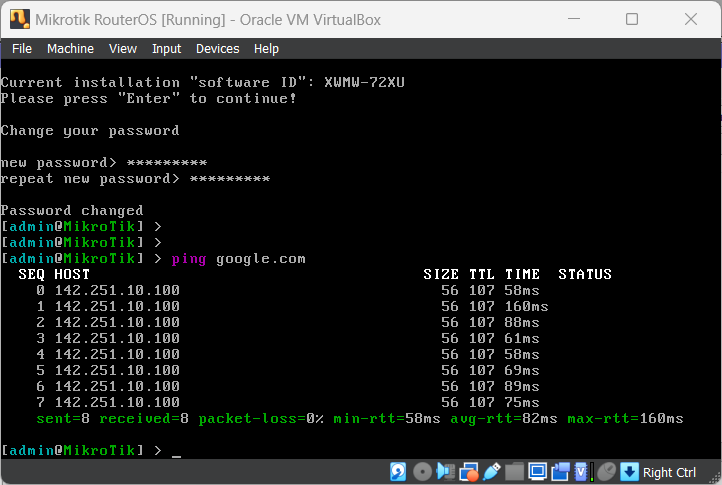 Mikrotik RouterOS [Running] - Oracle VM VirtualBox
File Machine View Input Devices Help
Current installation "software ID": XWMW-72XU
Please press "Enter" to continue!
Change your password
new password> *********
repeat new password> *********
Password changed
[admin@MikroTik] >
[admin@MikroTik] >
[admin@MikroTik] > ping google.com
SEQ HOST SIZE TTL TIME STATUS
0 142.251.10.100 56 107 58ms
1 142.251.10.100 56 107 160ms
2 142.251.10.100 56 107 88ms
3 142.251.10.100 56 107 61ms
4 142.251.10.100 56 107 58ms
5 142.251.10.100 56 107 69ms
6 142.251.10.100 56 107 89ms
7 142.251.10.100 56 107 75ms
sent=8 received=8 packet-loss=0% min-rtt=58ms avg-rtt=82ms max-rtt=160ms
[admin@MikroTik] > _
Right Ctrl